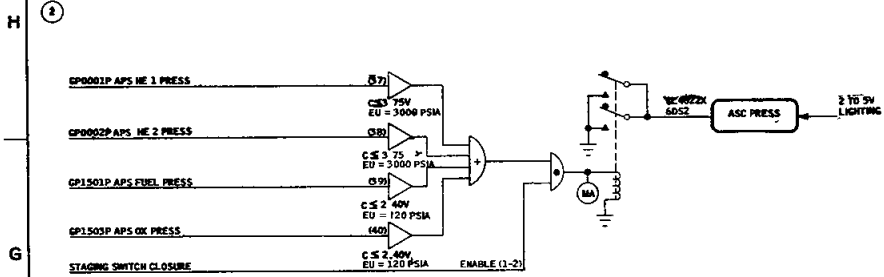 H
2
GP0001P APS HE 1 PRESS
(37)
C≤3 75V
EU = 3000 PSIA
GP0002P APS HE 2 PRESS
(38)
C ≤ 3 75
EU = 3000 PSIA
GP1501P APS FUEL PRESS
(39)
C ≤ 2 40V
EU = 120 PSIA
GP1503P APS OX PRESS
(40)
C ≤ 2.40V
EU = 120 PSIA
G
STAGING SWITCH CLOSURE
ENABLE (1-2)
+
MA
6DS2
ASC PRESS
2 TO 5V
LIGHTING